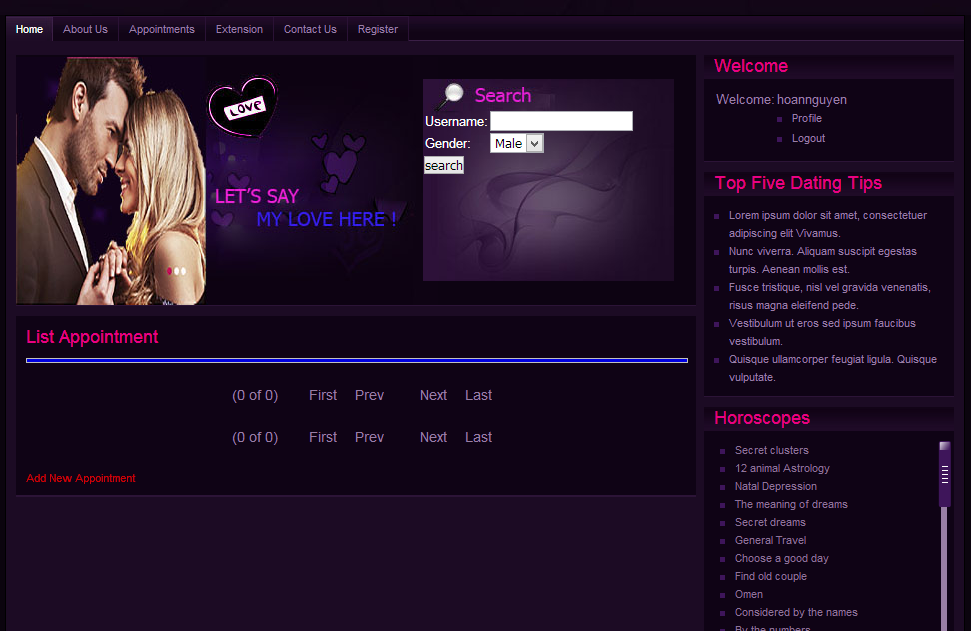 Home About Us Appointments Extension Contact Us Register
LOVE
LET'S SAY
MY LOVE HERE !
Search
Username:
Gender: Male
search
List Appointment
(0 of 0) First Prev Next Last
(0 of 0) First Prev Next Last
Add New Appointment
Welcome
Welcome: hoannguyen
Profile
Logout
Top Five Dating Tips
Lorem ipsum dolor sit amet, consectetuer
adipiscing elit Vivamus.
Nunc viverra. Aliquam suscipit egestas
turpis. Aenean mollis est.
Fusce tristique, nisl vel gravida venenatis,
risus magna eleifend pede.
Vestibulum ut eros sed ipsum faucibus
vestibulum.
Quisque ullamcorper feugiat ligula. Quisque
vulputate.
Horoscopes
Secret clusters
12 animal Astrology
Natal Depression
The meaning of dreams
Secret dreams
General Travel
Choose a good day
Find old couple
Omen
Considered by the names
By the numbers